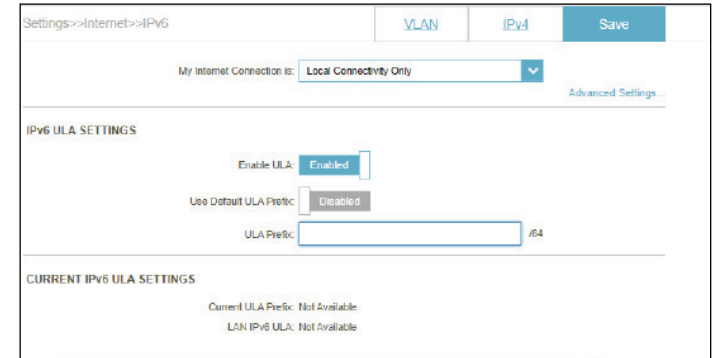 Settings>>Internet>>IPv6 VLAN IPv4 Save
My Internet Connection is: Local Connectivity Only
Advanced Settings...
IPv6 ULA SETTINGS
Enable ULA: Enabled
Use Default ULA Prefix: Disabled
ULA Prefix: /64
CURRENT IPv6 ULA SETTINGS
Current ULA Prefix: Not Available
LAN IPv6 ULA: Not Available